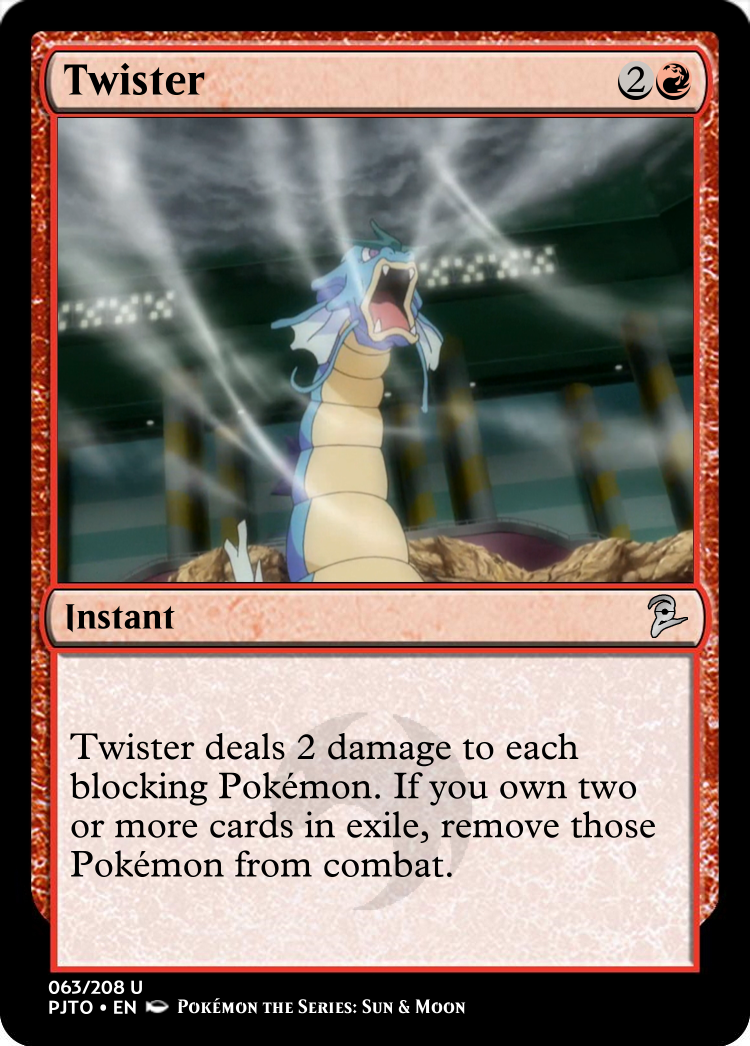 Twister 2
Instant
Twister deals 2 damage to each
blocking Pokémon. If you own two
or more cards in exile, remove those
Pokémon from combat.
063/208 U
PJTO • EN Pokémon the Series: Sun & Moon